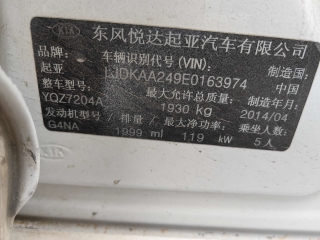 KIA 东风悦达起亚汽车有限公司
品牌: 车辆识别代号(VIN): 制造国:
起亚 LJDKAA249E0163974 中国
整车型号: 最大允许总质量: 制造年月:
YQZ7204A 1930 kg 2014/04
发动机型号 排量/最大净功率: 乘坐人数:
G4NA 1999 ml 119 kW 5人